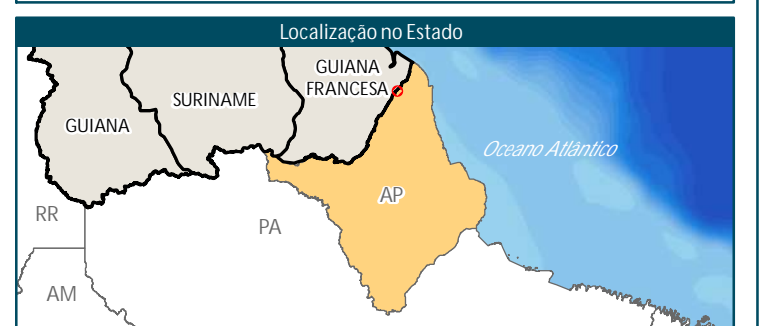 Localização no Estado
GUIANA
FRANCESA
SURINAME
GUIANA
Oceano Atlântico
AP
RR
PA
AM